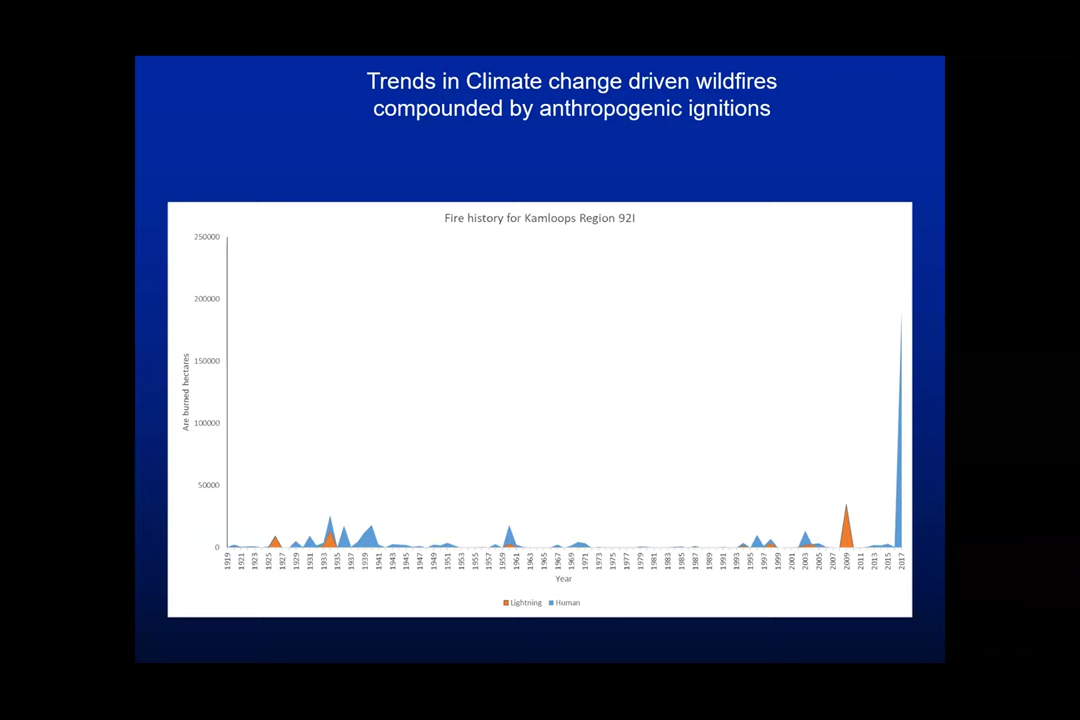 Trends in Climate change driven wildfires
compounded by anthropogenic ignitions
Fire history for Kamloops Region 92I
250000
200000
150000
100000
50000
0
Are burned hectares
1919 1921 1923 1925 1927 1929 1931 1933 1935 1937 1939 1941 1943 1945 1947 1949 1951 1953 1955 1957 1959 1961 1963 1965 1967 1969 1971 1973 1975 1977 1979 1981 1983 1985 1987 1989 1991 1993 1995 1997 1999 2001 2003 2005 2007 2009 2011 2013 2015 2017
Year
Lightning Human